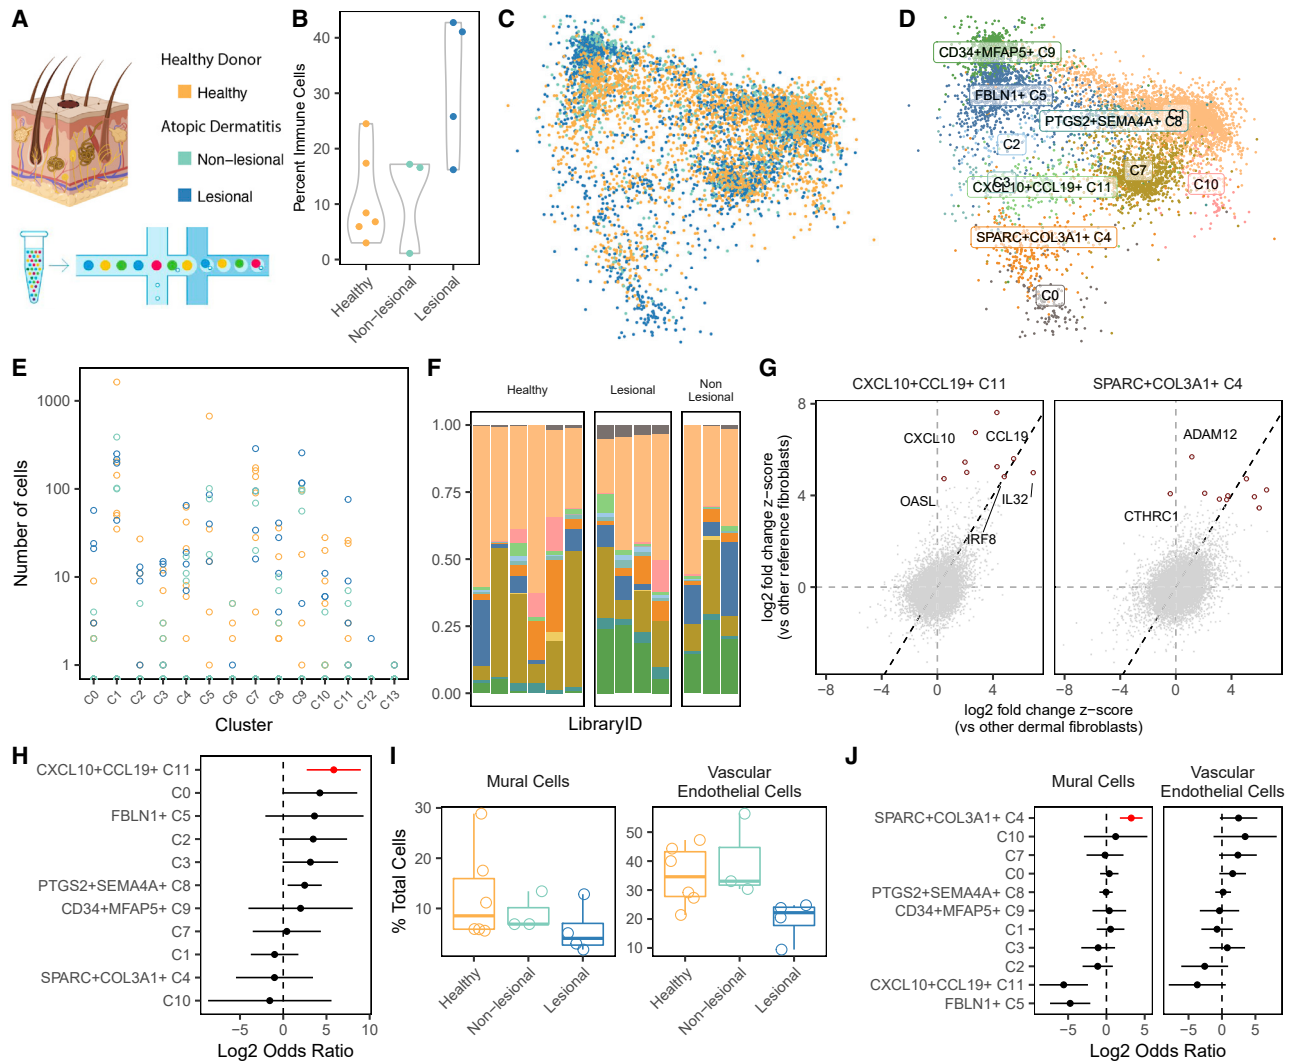 A
Healthy Donor
Healthy
Atopic Dermatitis
Non−lesional
Lesional
B
Percent Immune Cells
40
30
20
10
0
Healthy
Non−lesional
Lesional
C
D
CD34+MFAP5+ C9
FBLN1+ C5
C1
PTGS2+SEMA4A+ C8
C2
C7
C3
CXCL10+CCL19+ C11
C10
SPARC+COL3A1+ C4
C0
E
Number of cells
1000
100
10
1
C0
C1
C2
C3
C4
C5
C6
C7
C8
C9
C10
C11
C12
C13
Cluster
F
Healthy
Lesional
Non
Lesional
1.00
0.75
0.50
0.25
0.00
LibraryID
G
CXCL10+CCL19+ C11
SPARC+COL3A1+ C4
log2 fold change z−score
(vs other reference fibroblasts)
8
4
0
CXCL10
CCL19
OASL
IL32
IRF8
ADAM12
CTHRC1
−8
−4
0
4
−8
−4
0
4
log2 fold change z−score
(vs other dermal fibroblasts)
H
CXCL10+CCL19+ C11
C0
FBLN1+ C5
C2
C3
PTGS2+SEMA4A+ C8
CD34+MFAP5+ C9
C7
C1
SPARC+COL3A1+ C4
C10
−5
0
5
10
Log2 Odds Ratio
I
Mural Cells
Vascular
Endothelial Cells
% Total Cells
30
20
10
50
40
30
20
10
Healthy
Non−lesional
Lesional
Healthy
Non−lesional
Lesional
J
Mural Cells
Vascular
Endothelial Cells
SPARC+COL3A1+ C4
C10
C7
C0
PTGS2+SEMA4A+ C8
CD34+MFAP5+ C9
C1
C3
C2
CXCL10+CCL19+ C11
FBLN1+ C5
−5
0
5
−5
0
5
Log2 Odds Ratio